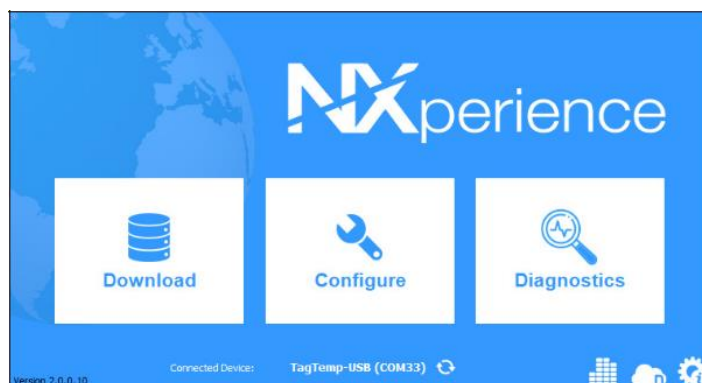 NXperience
Download
Configure
Diagnostics
Connected Device: TagTemp-USB (COM33)
Version 2.0.0.10